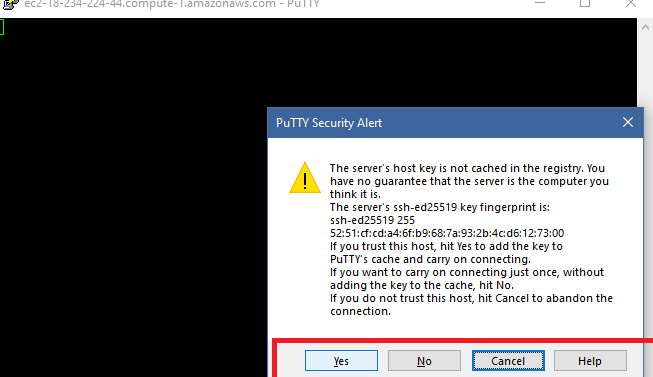 ec2-18-234-224-44.compute-1.amazonaws.com - PuTTY
PuTTY Security Alert
The server's host key is not cached in the registry. You
have no guarantee that the server is the computer you
think it is.
The server's ssh-ed25519 key fingerprint is:
ssh-ed25519 255
52:51:cf:cd:a4:6f:b9:68:7a:93:2b:4c:d6:12:73:00
If you trust this host, hit Yes to add the key to
PuTTY's cache and carry on connecting.
If you want to carry on connecting just once, without
adding the key to the cache, hit No.
If you do not trust this host, hit Cancel to abandon the
connection.
Yes No Cancel Help